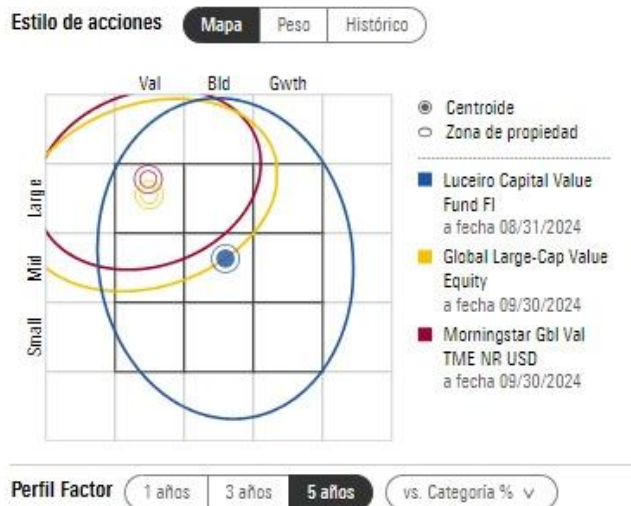 Estilo de acciones Mapa Peso Histórico
Val Bld Gwth
Large
Mid
Small
Centroide
Zona de propiedad
Luceiro Capital Value
Fund FI
a fecha 08/31/2024
Global Large-Cap Value
Equity
a fecha 09/30/2024
Morningstar Gbl Val
TME NR USD
a fecha 09/30/2024
Perfil Factor 1 años 3 años 5 años vs. Categoría %